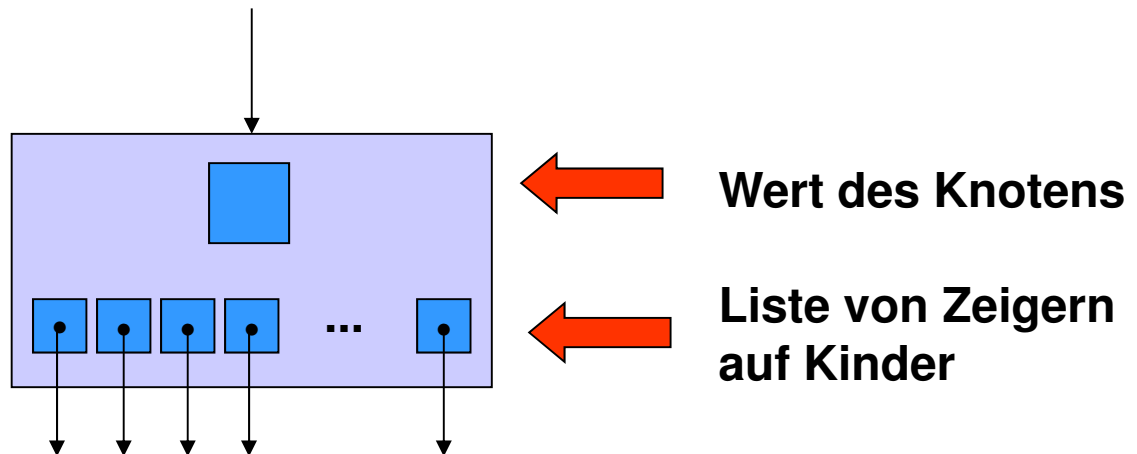 Wert des Knotens
...
Liste von Zeigern
auf Kinder